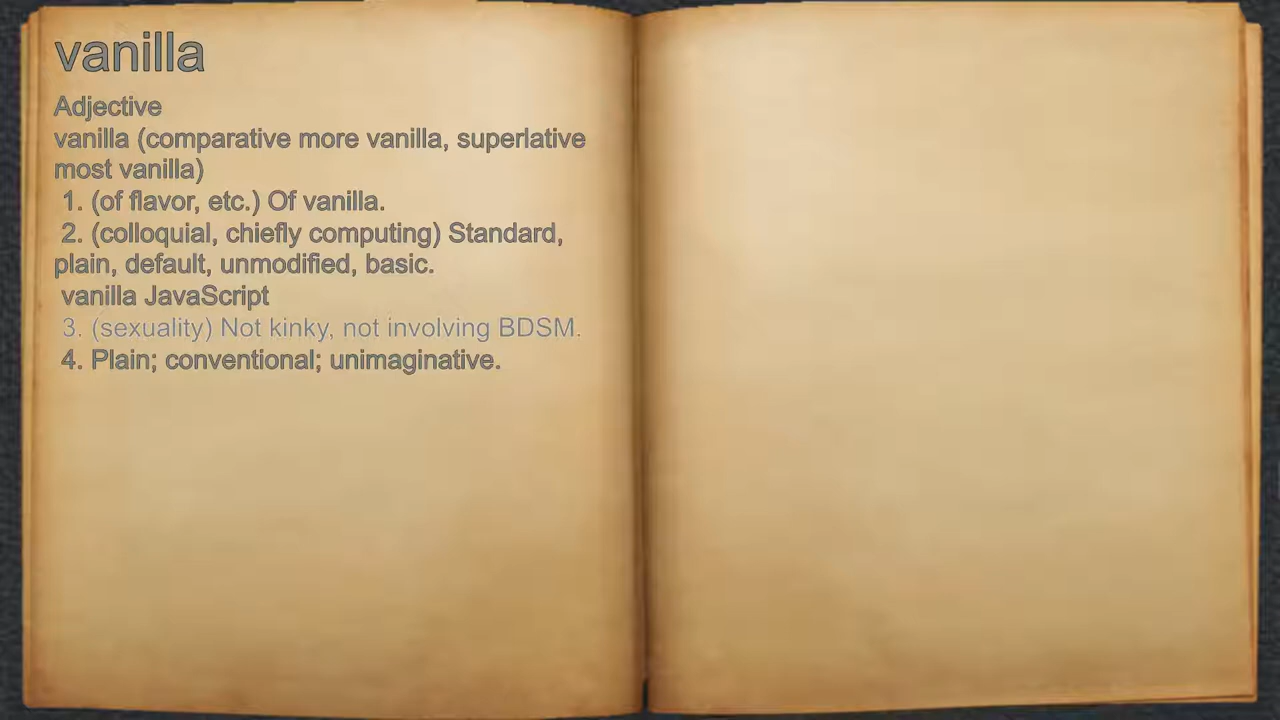 vanilla
Adjective
vanilla (comparative more vanilla, superlative
most vanilla)
1. (of flavor, etc.) Of vanilla.
2. (colloquial, chiefly computing) Standard,
plain, default, unmodified, basic.
vanilla JavaScript
3. (sexuality) Not kinky, not involving BDSM.
4. Plain; conventional; unimaginative.